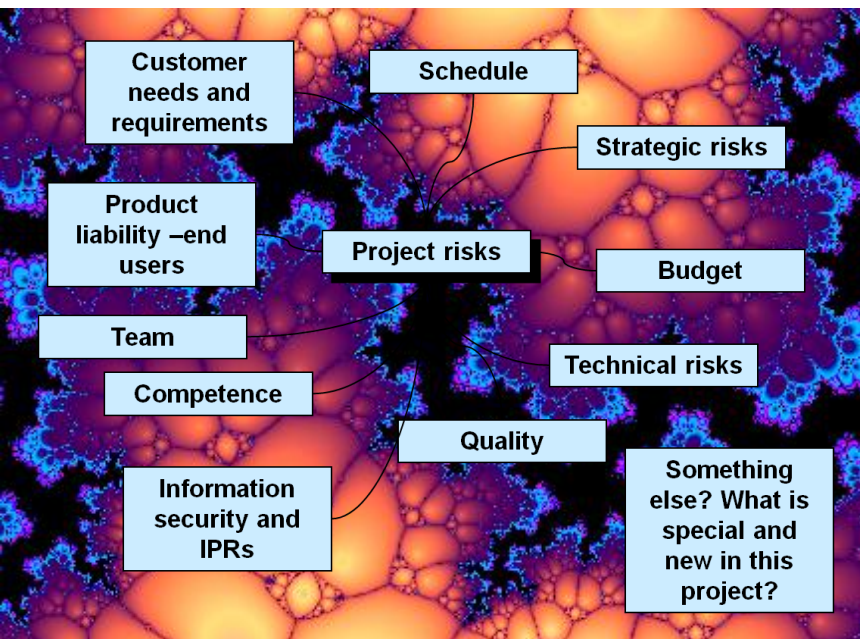 Customer
needs and
requirements
Schedule
Strategic risks
Product
liability –end
users
Project risks
Budget
Team
Technical risks
Competence
Quality
Information
security and
IPRs
Something
else? What is
special and
new in this
project?